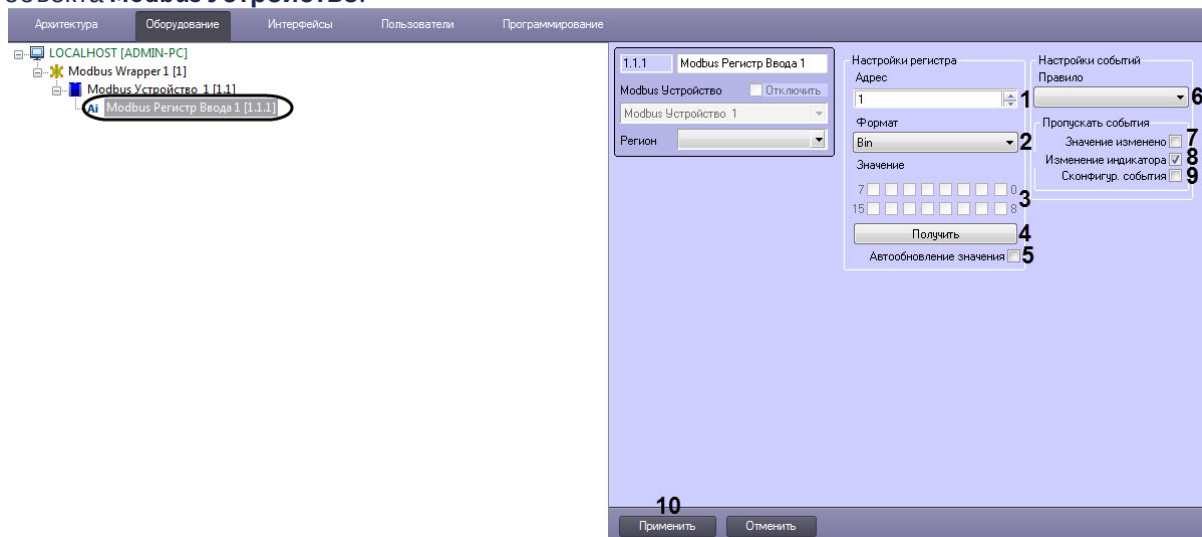 объекта Modbus Устройство.
Архитектура Оборудование Интерфейсы Пользователи Программирование
LOCALHOST [ADMIN-PC]
Modbus Wrapper 1 [1]
Modbus Устройство 1 [1.1]
Ai Modbus Регистр Ввода 1 [1.1.1]
1.1.1 Modbus Регистр Ввода 1
Modbus Устройство Отключить
Modbus Устройство 1
Регион
Настройки регистра
Адрес
1 1
Формат
Bin 2
Значение
7 0
3
15 8
Получить 4
Автообновление значения 5
Настройки событий
Правило
6
Пропускать события
Значение изменено 7
Изменение индикатора 8
Сконфигур. события 9
10
Применить Отменить